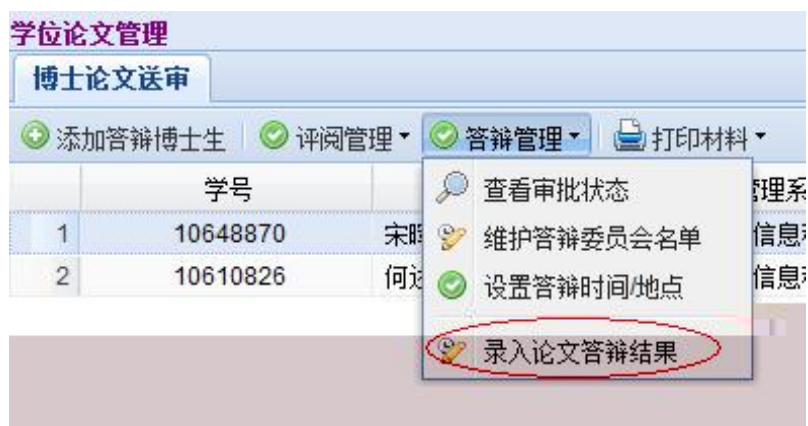 学位论文管理
博士论文送审
添加答辩博士生 评阅管理 答辩管理 打印材料
学号
查看审批状态
管理系
1 10648870 宋
维护答辩委员会名单
信息
2 10610826 何
设置答辩时间/地点
信息
录入论文答辩结果